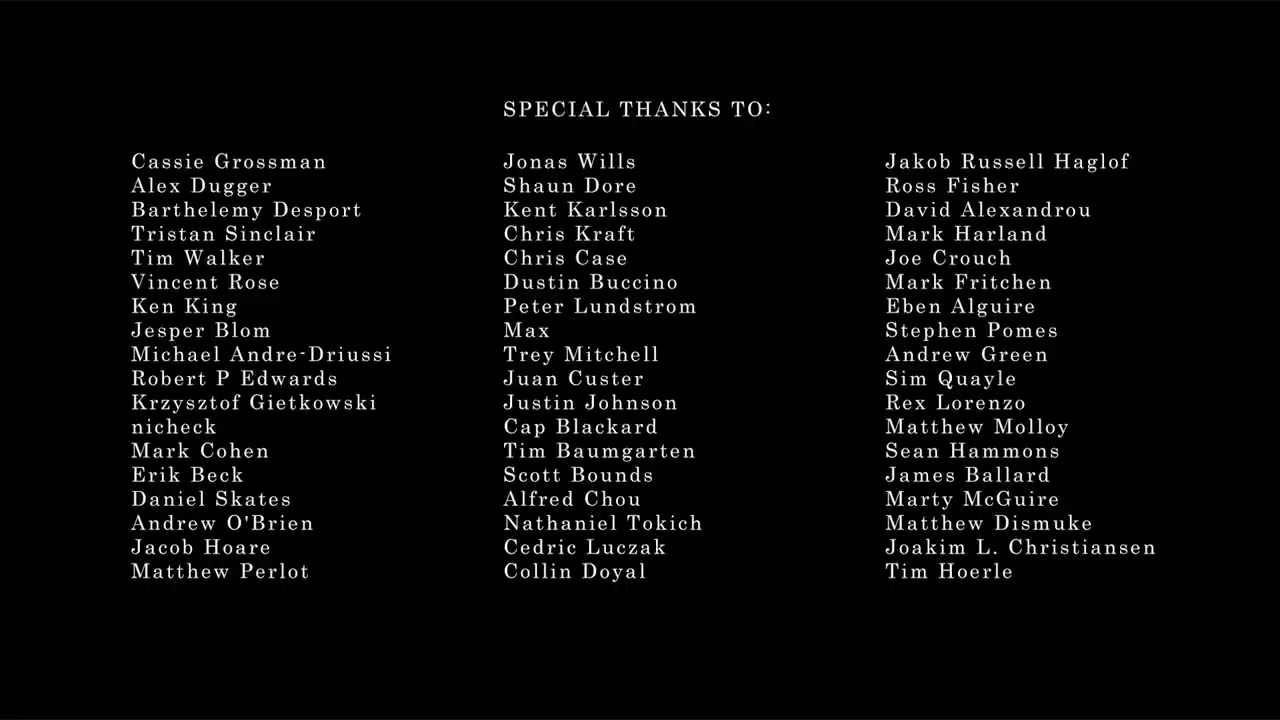 SPECIAL THANKS TO:
Cassie Grossman
Alex Dugger
Barthelemy Desport
Tristan Sinclair
Tim Walker
Vincent Rose
Ken King
Jesper Blom
Michael Andre-Driussi
Robert P Edwards
Krzysztof Gietkowski
nicheck
Mark Cohen
Erik Beck
Daniel Skates
Andrew O'Brien
Jacob Hoare
Matthew Perlot
Jonas Wills
Shaun Dore
Kent Karlsson
Chris Kraft
Chris Case
Dustin Buccino
Peter Lundstrom
Max
Trey Mitchell
Juan Custer
Justin Johnson
Cap Blackard
Tim Baumgarten
Scott Bounds
Alfred Chou
Nathaniel Tokich
Cedric Luczak
Collin Doyal
Jakob Russell Haglof
Ross Fisher
David Alexandrou
Mark Harland
Joe Crouch
Mark Fritchen
Eben Alguire
Stephen Pomes
Andrew Green
Sim Quayle
Rex Lorenzo
Matthew Molloy
Sean Hammons
James Ballard
Marty McGuire
Matthew Dismuke
Joakim L. Christiansen
Tim Hoerle